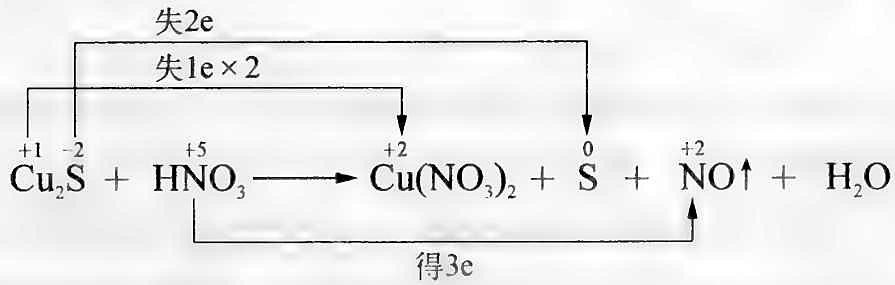 失2e
失1e×2
+1 -2 +5 +2 0 +2
Cu₂S + HNO₃ → Cu(NO₃)₂ + S + NO↑ + H₂O
得3e